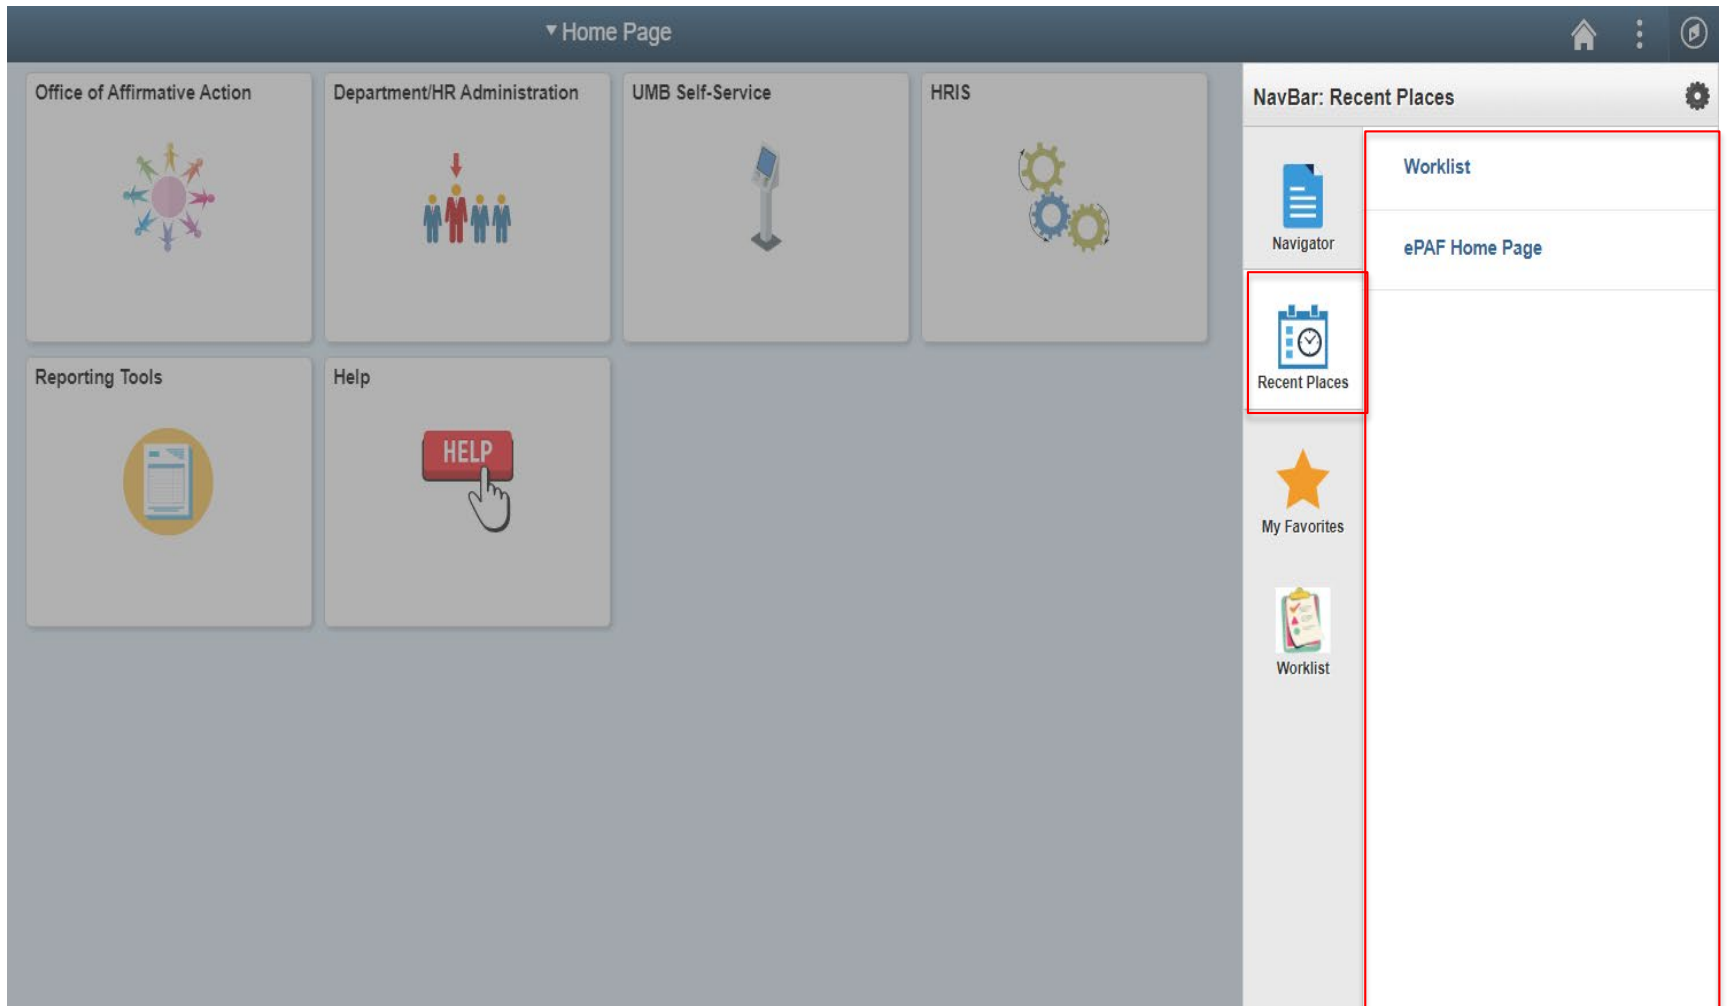 Home Page
Office of Affirmative Action
Department/HR Administration
UMB Self-Service
HRIS
Reporting Tools
Help
HELP
NavBar: Recent Places
Navigator
Recent Places
My Favorites
Worklist
Worklist
ePAF Home Page